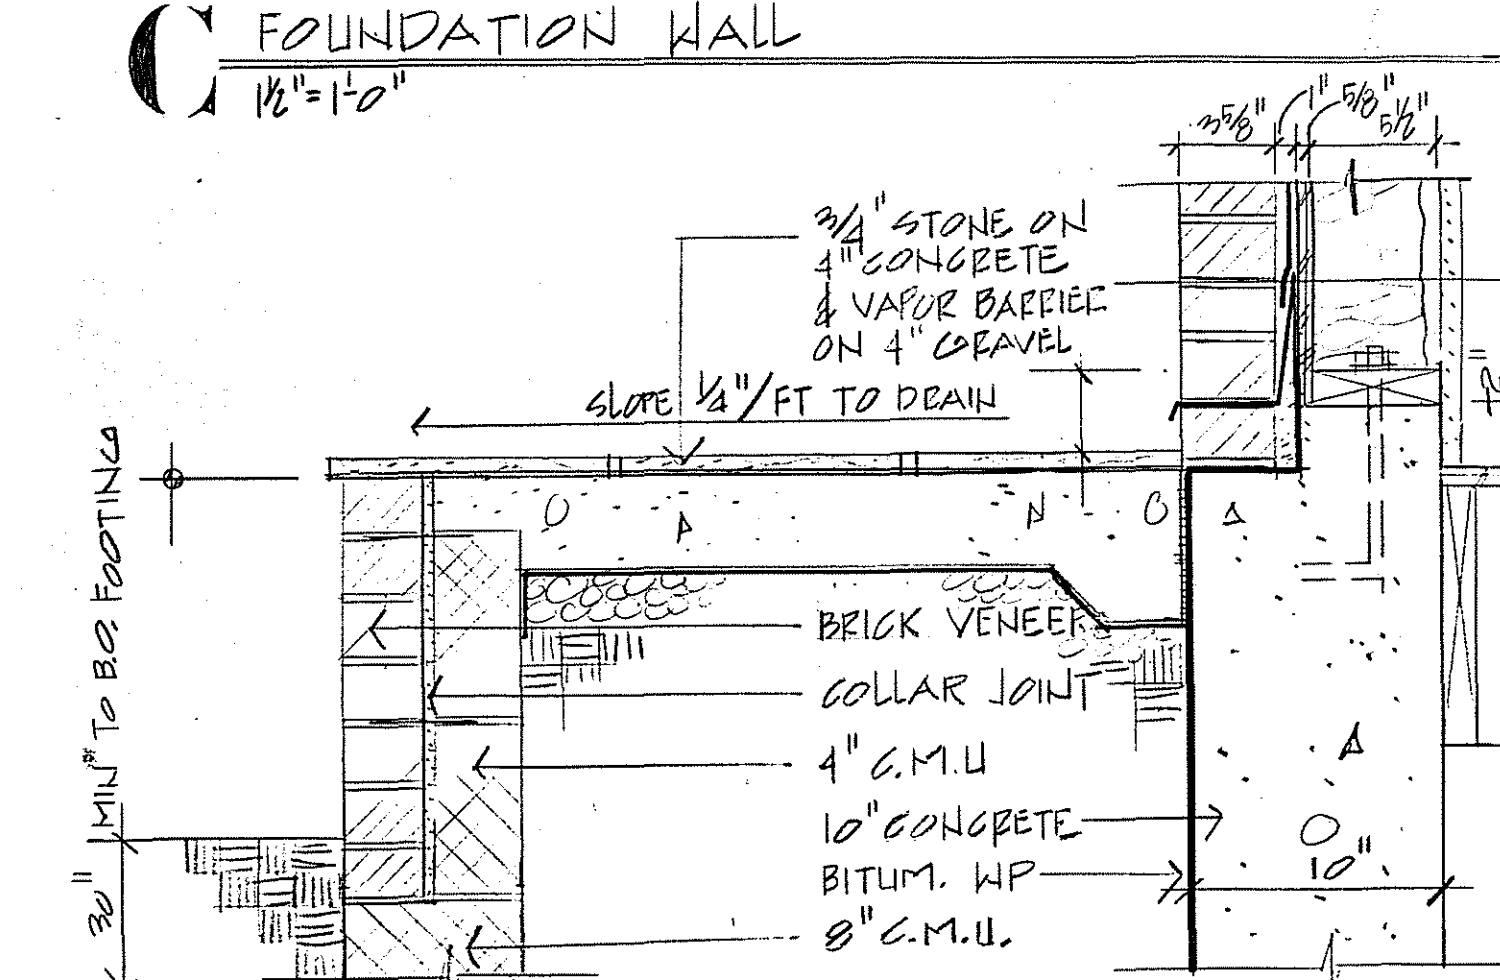 C FOUNDATION WALL
1½"=1'-0"
3⅝" 1" 5/8" 5½"
3/4" STONE ON
4" CONCRETE
& VAPOR BARRIER
ON 4" GRAVEL
SLOPE ¼"/FT TO DRAIN
BRICK VENEER
COLLAR JOINT
4" C.M.U
10" CONCRETE
BITUM. WP
8" C.M.U.
10"
30" MIN TO B.O. FOOTING